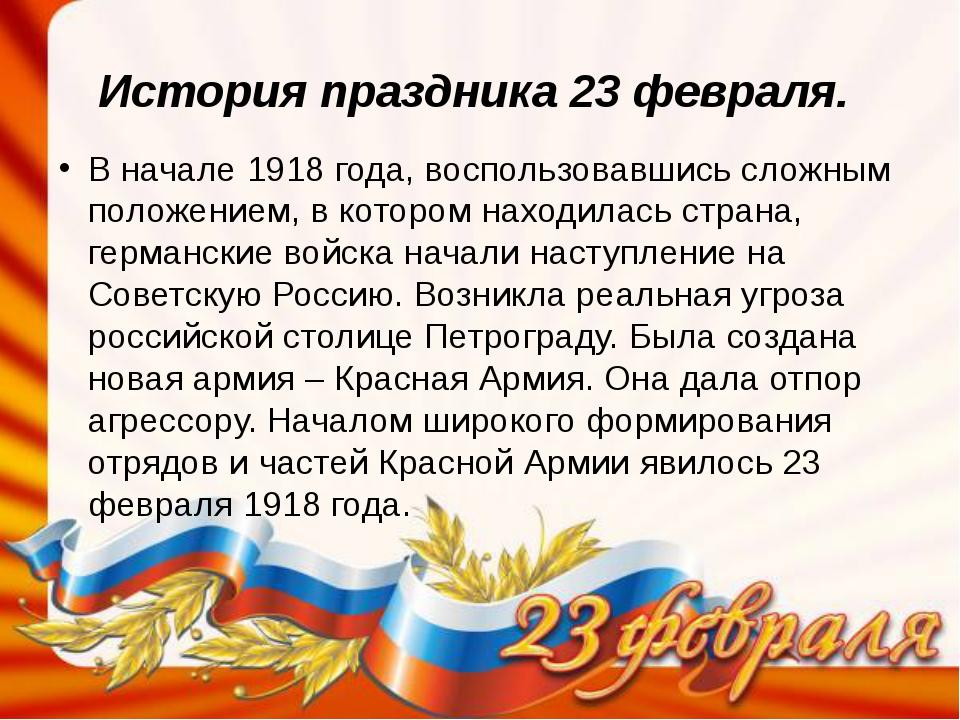 История праздника 23 февраля.
• В начале 1918 года, воспользовавшись сложным
положением, в котором находилась страна,
германские войска начали наступление на
Советскую Россию. Возникла реальная угроза
российской столице Петрограду. Была создана
новая армия – Красная Армия. Она дала отпор
агрессору. Началом широкого формирования
отрядов и частей Красной Армии явилось 23
февраля 1918 года.
23 февраля